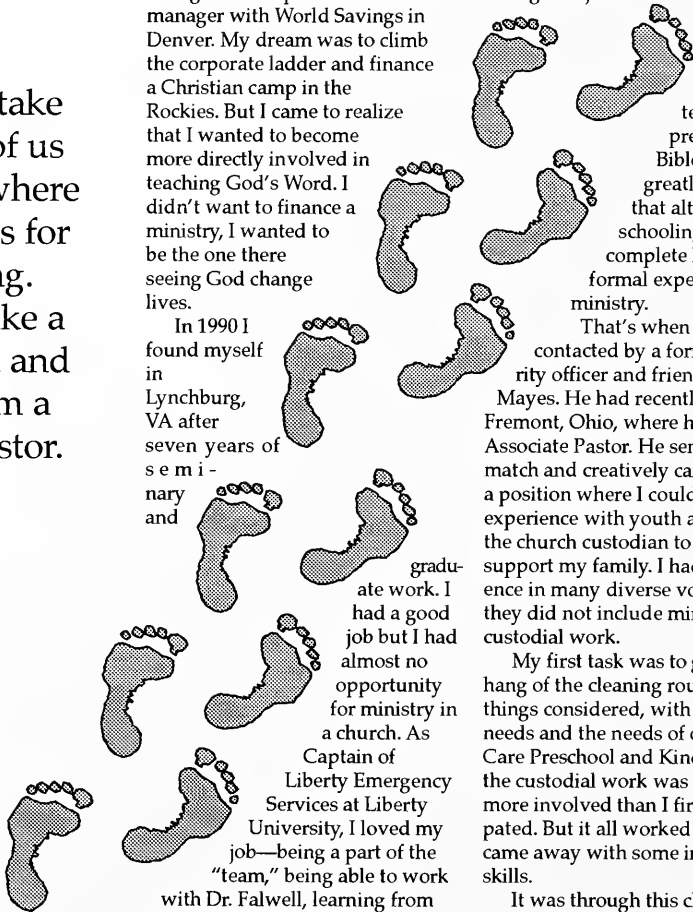 take
of us
where
s for
ng.
ke a
and
m a
stor.
manager with World Savings in
Denver. My dream was to climb
the corporate ladder and finance
a Christian camp in the
Rockies. But I came to realize
that I wanted to become
more directly involved in
teaching God's Word. I
didn't want to finance a
ministry, I wanted to
be the one there
seeing God change
lives.
In 1990 I
found myself
in
Lynchburg,
VA after
seven years of
s e m i -
nary
and
gradu-
ate work. I
had a good
job but I had
almost no
opportunity
for ministry in
a church. As
Captain of
Liberty Emergency
Services at Liberty
University, I loved my
job—being a part of the
"team," being able to work
with Dr. Falwell, learning from
te
pre
Bible
greatl
that alt
schooling
complete
formal expe
ministry.
That's when
contacted by a for
rity officer and frien
Mayes. He had recentl
Fremont, Ohio, where h
Associate Pastor. He ser
match and creatively ca
a position where I could
experience with youth a
the church custodian to
support my family. I had
ence in many diverse vo
they did not include min
custodial work.
My first task was to g
hang of the cleaning rou
things considered, with
needs and the needs of o
Care Preschool and Kind
the custodial work was
more involved than I fir
pated. But it all worked
came away with some in
skills.
It was through this cl